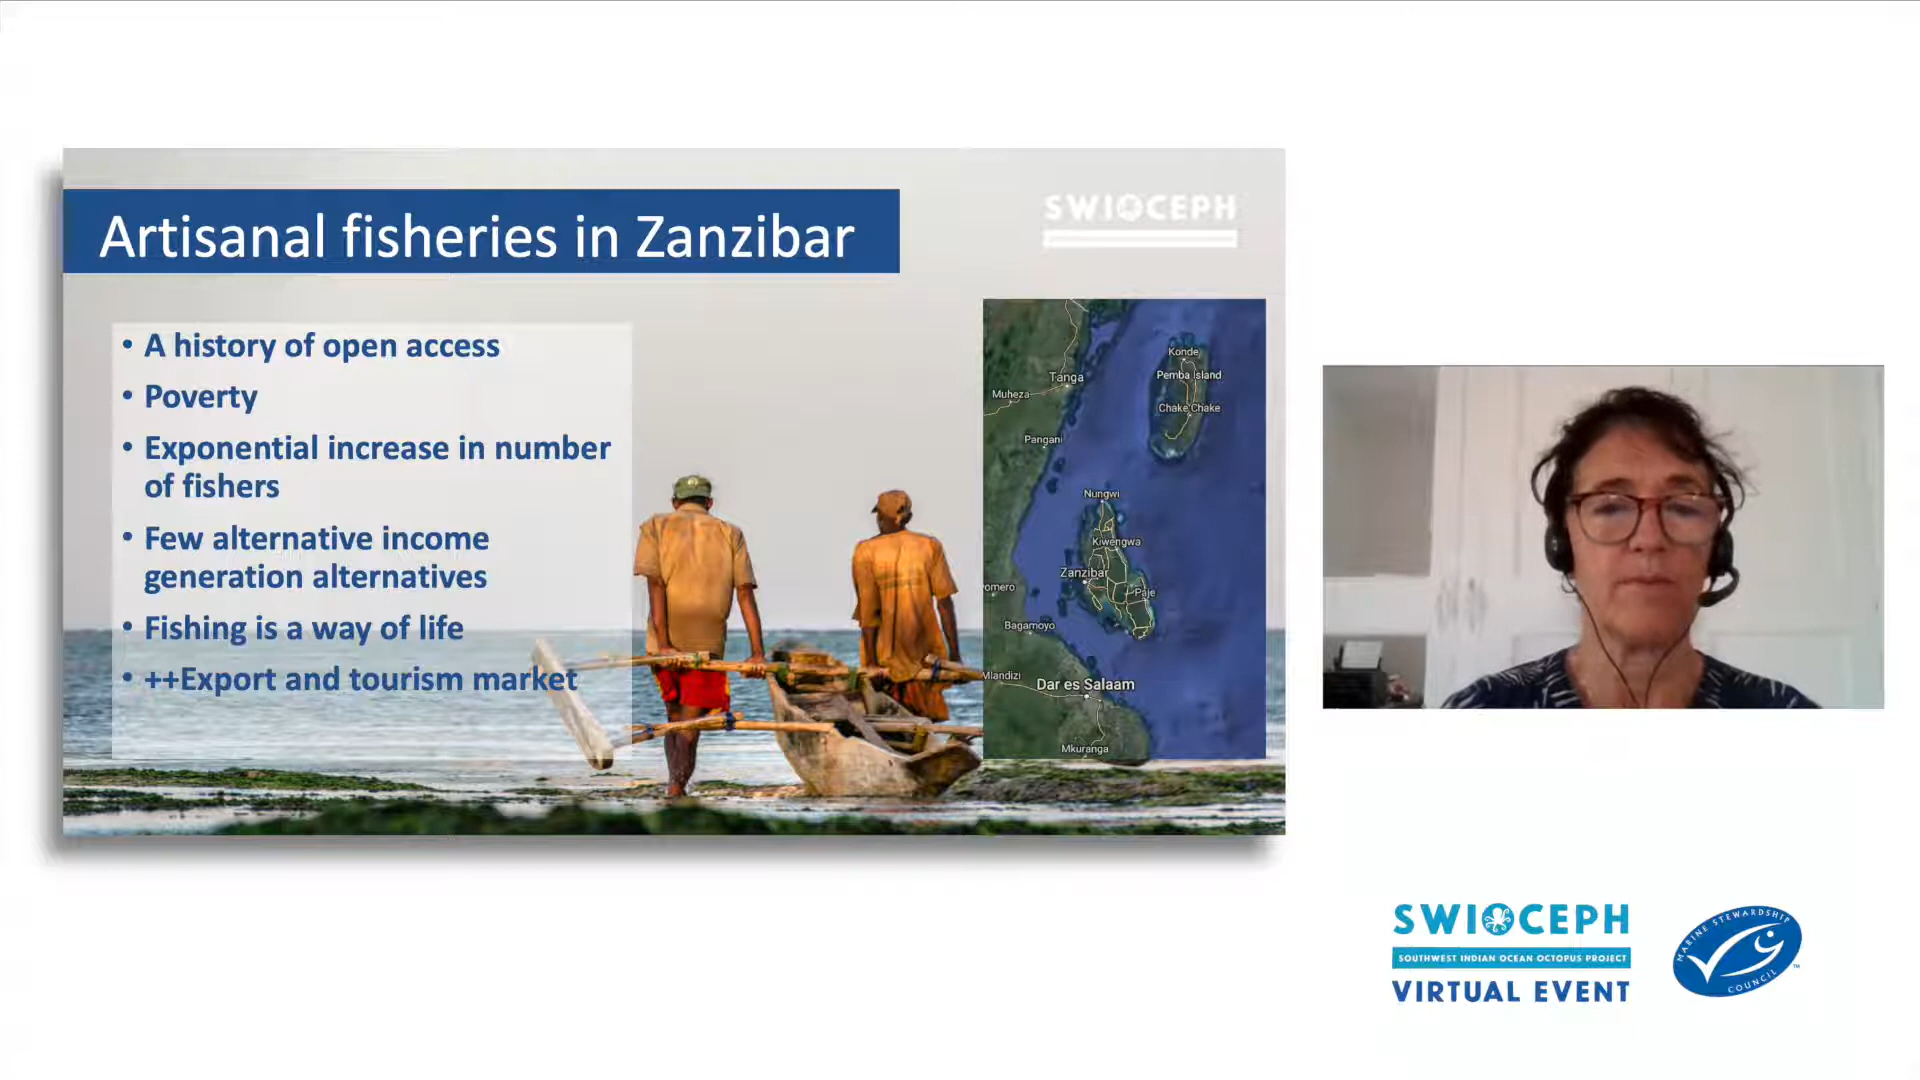 Artisanal fisheries in Zanzibar
SWIOCEPH
• A history of open access
• Poverty
• Exponential increase in number
of fishers
• Few alternative income
generation alternatives
• Fishing is a way of life
• ++Export and tourism market
Konde
Tanga
Pemba Island
Muheza
Chake Chake
Pangani
Nungwi
Kiwengwa
Zanzibar
omero
Paje
Bagamoyo
Mlandizi
Dar es Salaam
Mkuranga
SWIOCEPH
SOUTHWEST INDIAN OCEAN OCTOPUS PROJECT
VIRTUAL EVENT
MARINE STEWARDSHIP
COUNCIL
TM